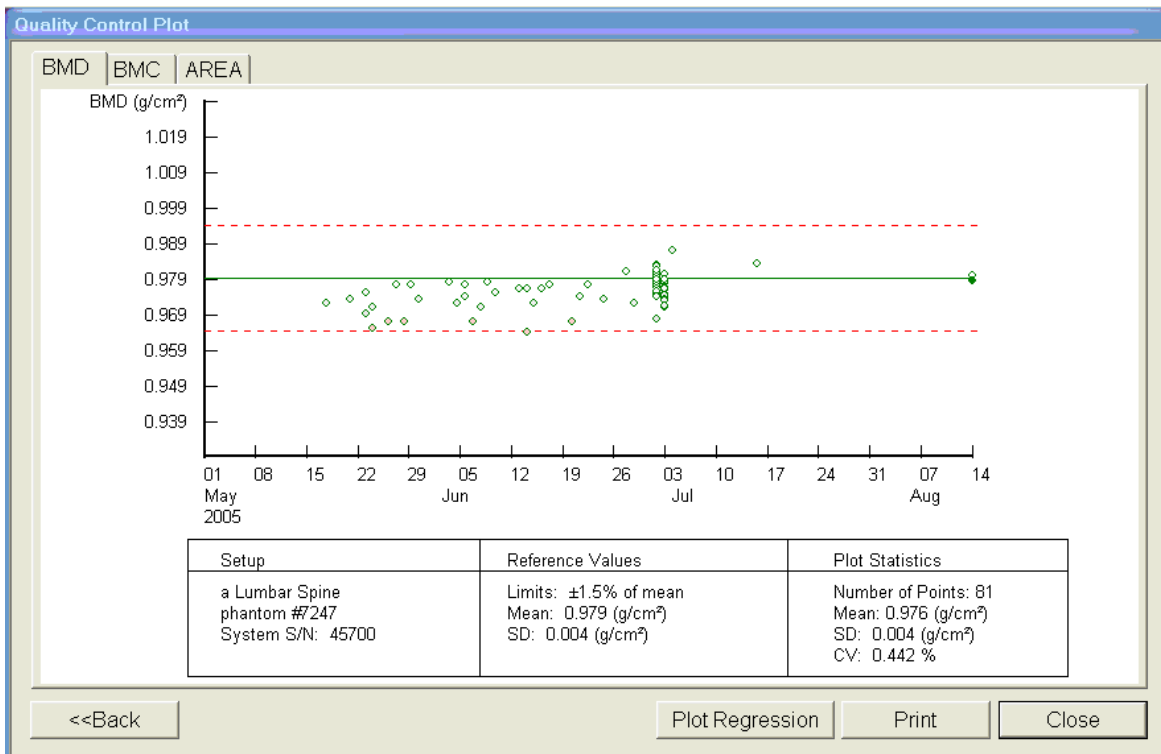 Quality Control Plot
BMD BMC AREA
BMD (g/cm²)
1.019
1.009
0.999
0.989
0.979
0.969
0.959
0.949
0.939
01 08 15 22 29 05 12 19 26 03 10 17 24 31 07 14
May Jun Jul Aug
2005
Setup Reference Values Plot Statistics
a Lumbar Spine Limits: ±1.5% of mean Number of Points: 81
phantom #7247 Mean: 0.979 (g/cm²) Mean: 0.976 (g/cm²)
System S/N: 45700 SD: 0.004 (g/cm²) SD: 0.004 (g/cm²)
CV: 0.442 %
<<Back Plot Regression Print Close